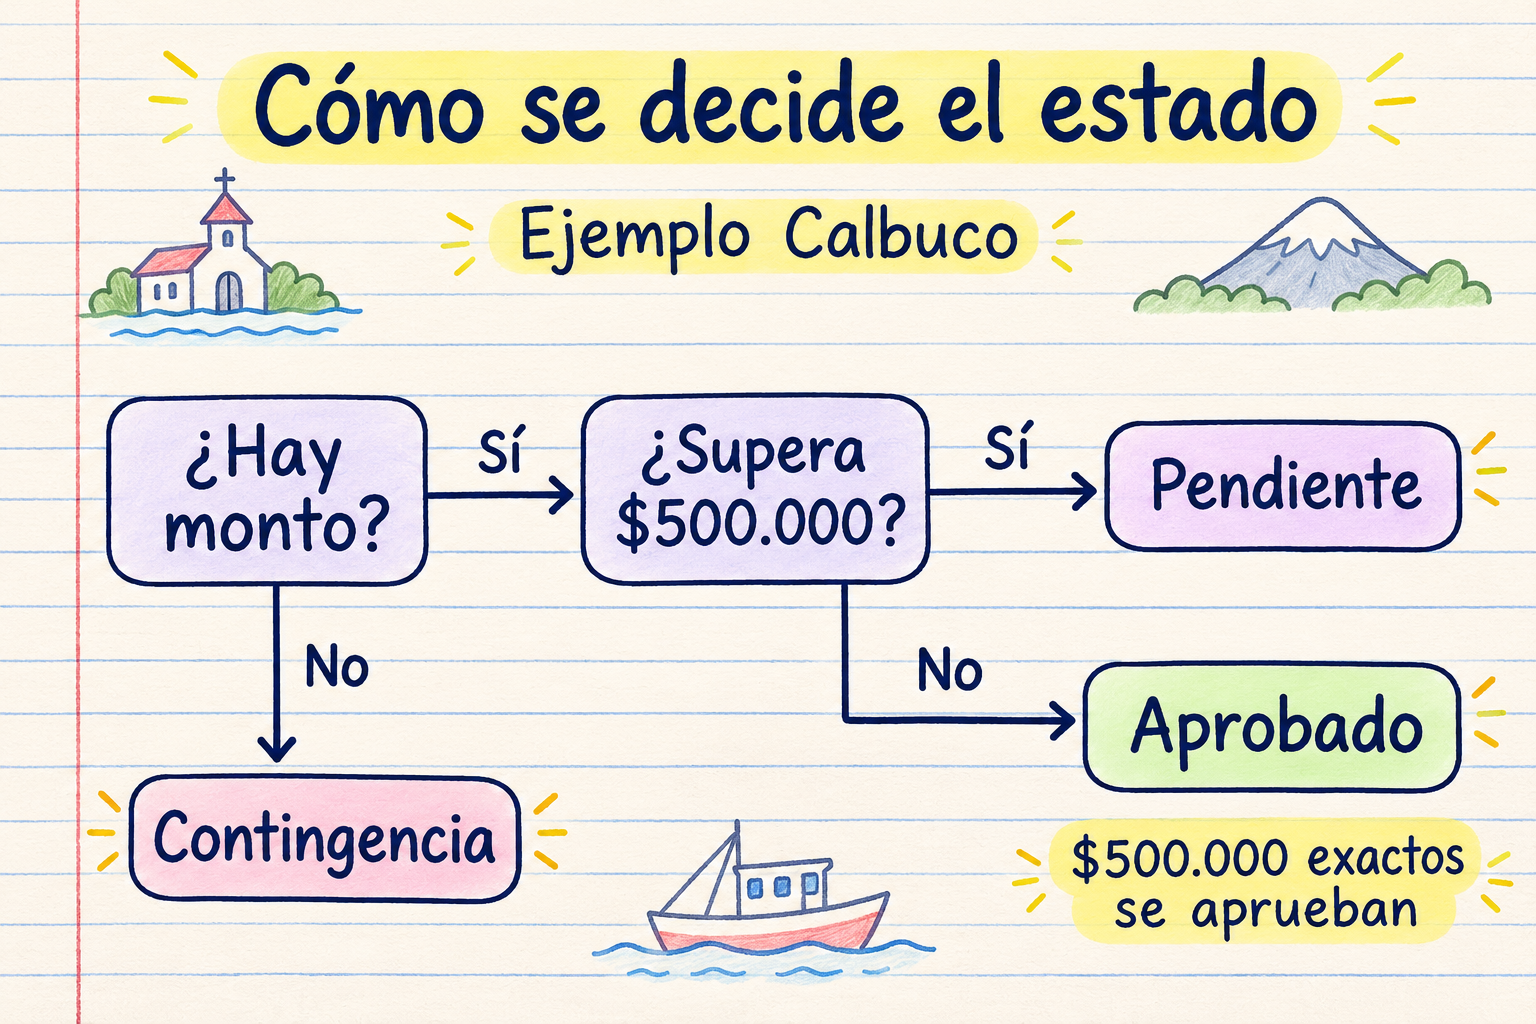 Cómo se decide el estado
Ejemplo Calbuco
¿Hay
monto?
Sí
¿Supera
$500.000?
Sí
Pendiente
No
No
Aprobado
Contingencia
$500.000 exactos
se aprueban